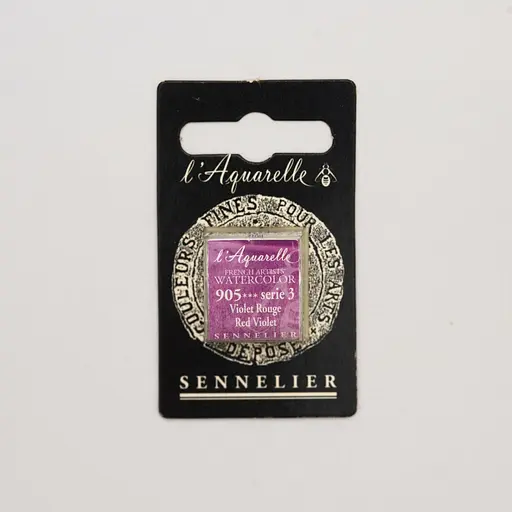 l'Aquarelle
COULEURS FINES POUR LES ARTS
l'Aquarelle
FRENCH ARTISTS'
WATERCOLOR
905*** serie 3
Violet Rouge
Red Violet
SENNELIER
DEPOSE
SENNELIER